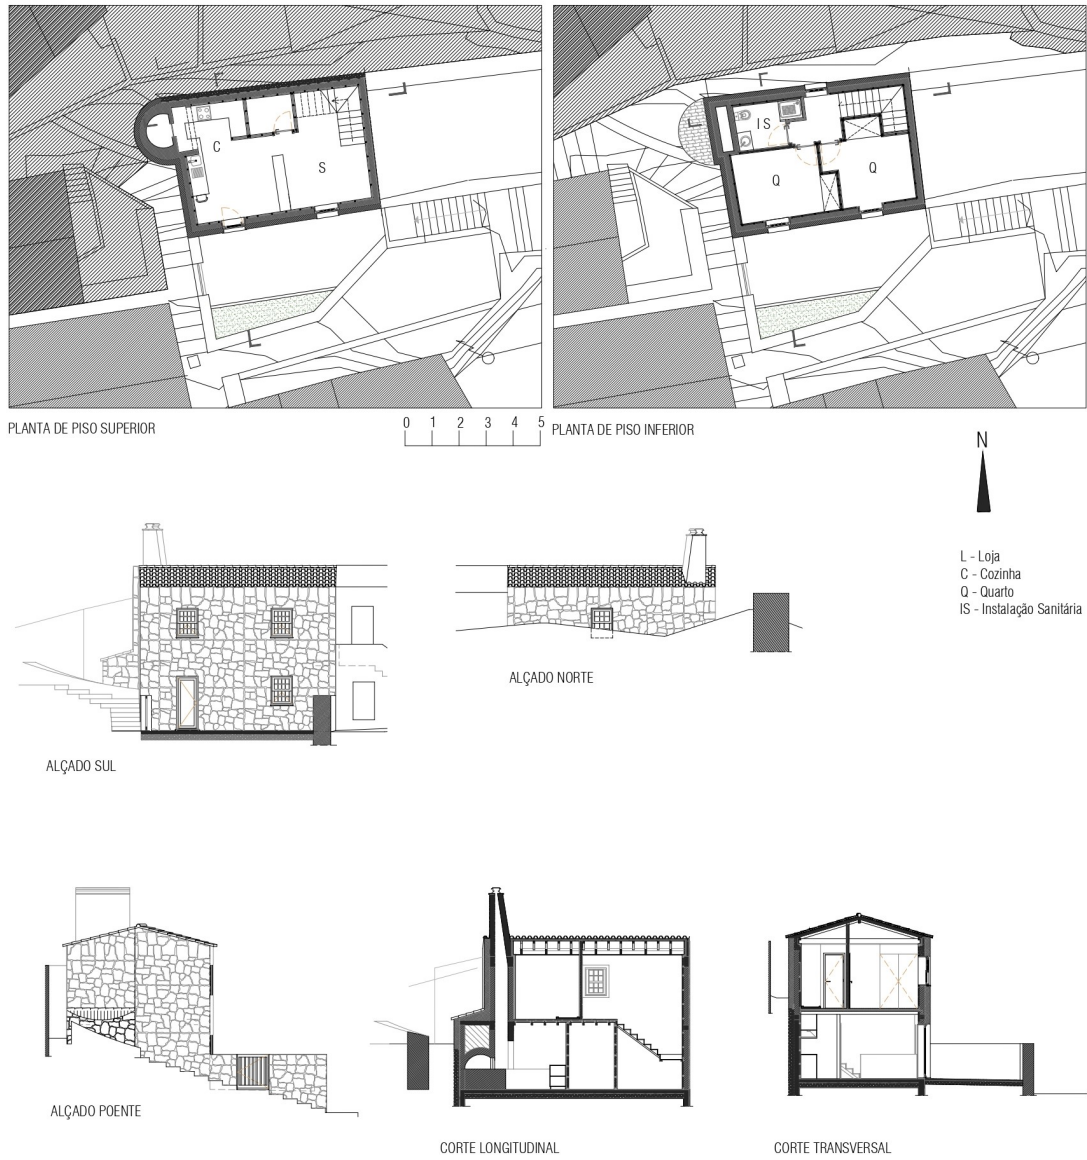 C
S
PLANTA DE PISO SUPERIOR
0 1 2 3 4 5
IS
Q
Q
PLANTA DE PISO INFERIOR
N
L - Loja
C - Cozinha
Q - Quarto
IS - Instalação Sanitária
ALÇADO SUL
ALÇADO NORTE
ALÇADO POENTE
CORTE LONGITUDINAL
CORTE TRANSVERSAL